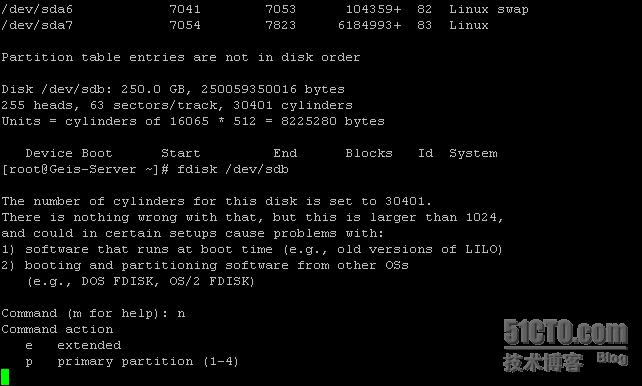 /dev/sda6 7041 7053 104359+ 82 Linux swap
/dev/sda7 7054 7823 6184993+ 83 Linux
Partition table entries are not in disk order
Disk /dev/sdb: 250.0 GB, 250059350016 bytes
255 heads, 63 sectors/track, 30401 cylinders
Units = cylinders of 16065 * 512 = 8225280 bytes
Device Boot Start End Blocks Id System
[root@Geis-Server ~]# fdisk /dev/sdb
The number of cylinders for this disk is set to 30401.
There is nothing wrong with that, but this is larger than 1024,
and could in certain setups cause problems with:
1) software that runs at boot time (e.g., old versions of LILO)
2) booting and partitioning software from other OSs
(e.g., DOS FDISK, OS/2 FDISK)
Command (m for help): n
Command action
e extended
p primary partition (1-4)
51CTO.com
技术博客 Blog